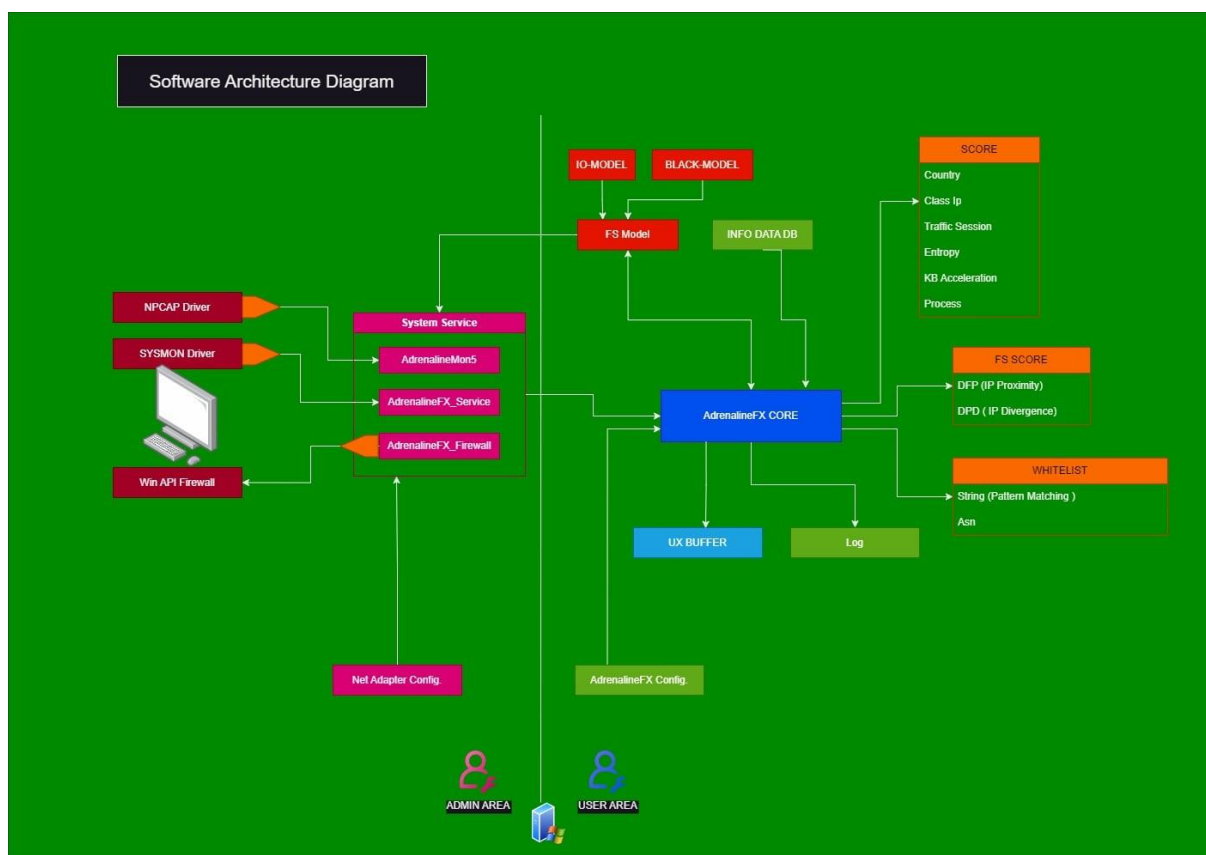 Software Architecture Diagram
IO-MODEL
BLACK-MODEL
FS Model
INFO DATA DB
SCORE
Country
Class Ip
Traffic Session
Entropy
KB Acceleration
Process
NPCAP Driver
SYSMON Driver
Win API Firewall
System Service
AdrenalineMon5
AdrenalineFX_Service
AdrenalineFX_Firewall
AdrenalineFX CORE
FS SCORE
DFP (IP Proximity)
DPD ( IP Divergence)
WHITELIST
String (Pattern Matching )
Asn
UX BUFFER
Log
Net Adapter Config.
AdrenalineFX Config.
ADMIN AREA
USER AREA